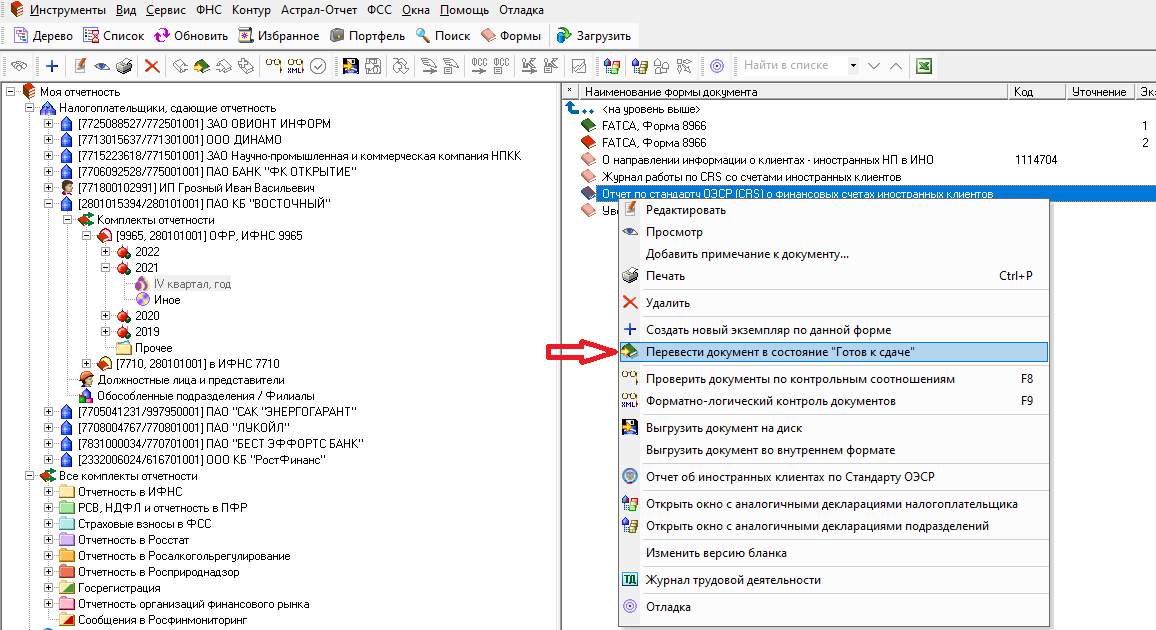 Инструменты Вид Сервис ФНС Контур Астрал-Отчет ФСС Окна Помощь Отладка
Дерево Список Обновить Избранное Портфель Поиск Формы Загрузить
Найти в списке
Моя отчетность
Налогоплательщики, сдающие отчетность
[7725088527/772501001] ЗАО ОВИОНТ ИНФОРМ
[7713015637/771301001] ООО ДИНАМО
[7715223618/771501001] ЗАО Научно-промышленная и коммерческая компания НПКК
[7706092528/775001001] ПАО БАНК "ФК ОТКРЫТИЕ"
[771800102991] ИП Грозный Иван Васильевич
[2801015394/280101001] ПАО КБ "ВОСТОЧНЫЙ"
Комплекты отчетности
[9965, 280101001] ОФР, ИФНС 9965
2022
2021
IV квартал, год
Иное
2020
2019
Прочее
[7710, 280101001] в ИФНС 7710
Должностные лица и представители
Обособленные подразделения / Филиалы
[7705041231/997950001] ПАО "САК "ЭНЕРГОГАРАНТ"
[7708004767/770801001] ПАО "ЛУКОЙЛ"
[7831000034/770701001] ПАО "БЕСТ ЭФФОРТС БАНК"
[2332006024/616701001] ООО КБ "РостФинанс"
Все комплекты отчетности
Отчетность в ИФНС
РСВ, НДФЛ и отчетность в ПФР
Страховые взносы в ФСС
Отчетность в Росстат
Отчетность в Росалкогольрегулирование
Отчетность в Росприроднадзор
Госрегистрация
Отчетность организаций финансового рынка
Сообщения в Росфинмониторинг
* Наименование формы документа Код Уточнение Эк
.. <на уровень выше>
FATCA, Форма 8966 1
FATCA, Форма 8966 2
О направлении информации о клиентах - иностранных НП в ИНО 1114704
Журнал работы по CRS со счетами иностранных клиентов
Отчет по стандарту ОЭСР (CRS) о финансовых счетах иностранных клиентов
Редактировать
Просмотр
Добавить примечание к документу...
Печать Ctrl+P
Удалить
Создать новый экземпляр по данной форме
Перевести документ в состояние "Готов к сдаче"
Проверить документы по контрольным соотношениям F8
XML Форматно-логический контроль документов F9
Выгрузить документ на диск
Выгрузить документ во внутреннем формате
Отчет об иностранных клиентах по Стандарту ОЭСР
Открыть окно с аналогичными декларациями налогоплательщика
Открыть окно с аналогичными декларациями подразделений
Изменить версию бланка
ТД Журнал трудовой деятельности
Отладка